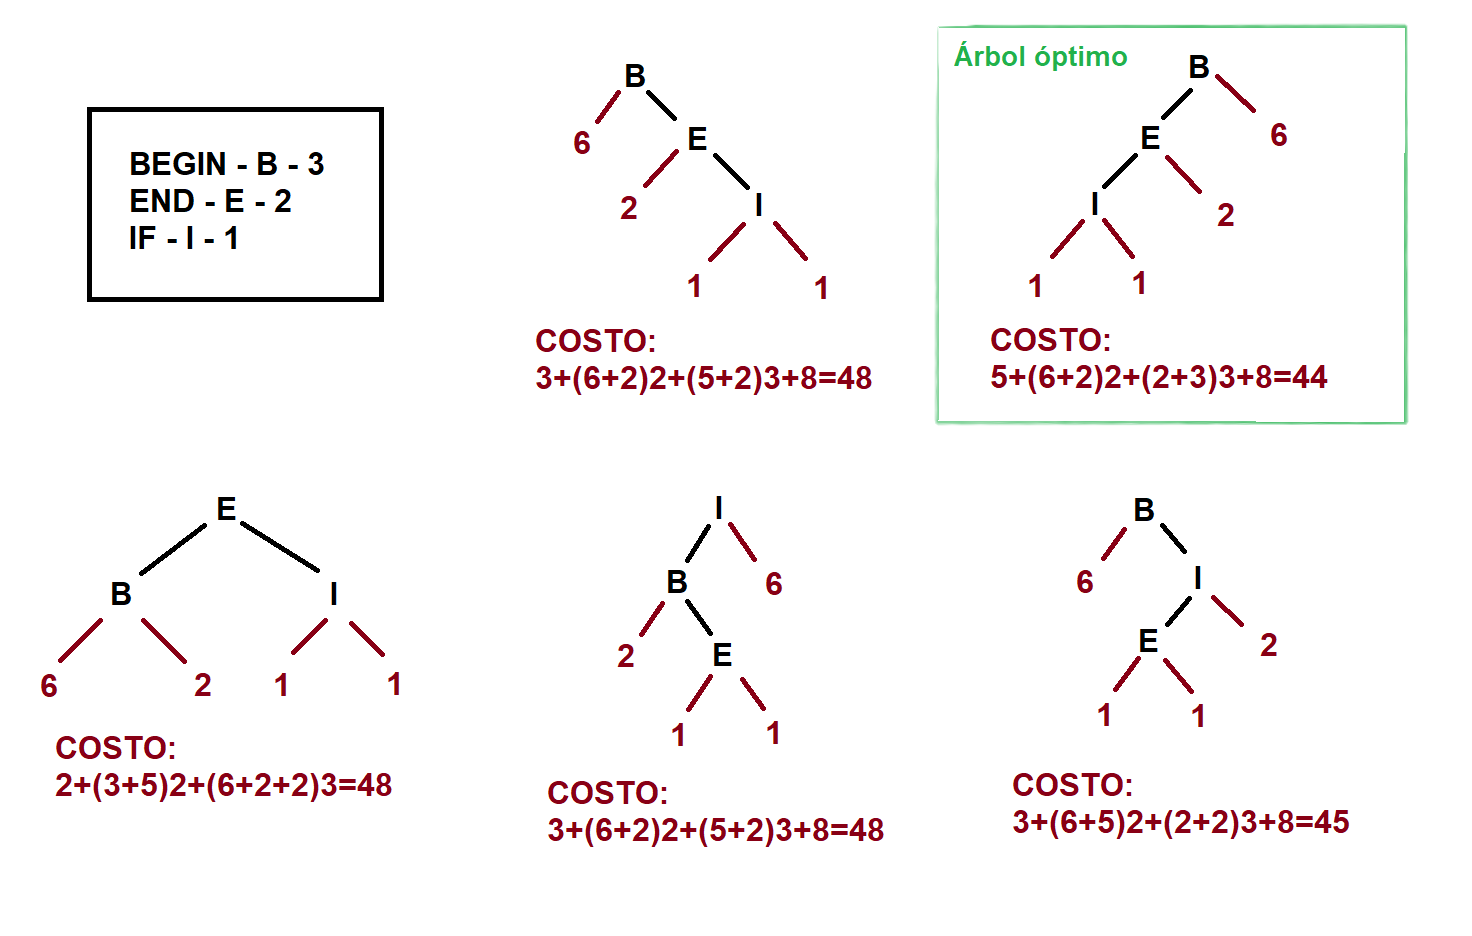 BEGIN - B - 3
END - E - 2
IF - I - 1
B
6
E
2
I
1 1
COSTO:
3+(6+2)2+(5+2)3+8=48
Árbol óptimo
B
6
E
2
I
1 1
COSTO:
5+(6+2)2+(2+3)3+8=44
E
B I
6 2 1 1
COSTO:
2+(3+5)2+(6+2+2)3=48
I
B
6
2
E
1 1
COSTO:
3+(6+2)2+(5+2)3+8=48
B
6
I
E
2
1 1
COSTO:
3+(6+5)2+(2+2)3+8=45